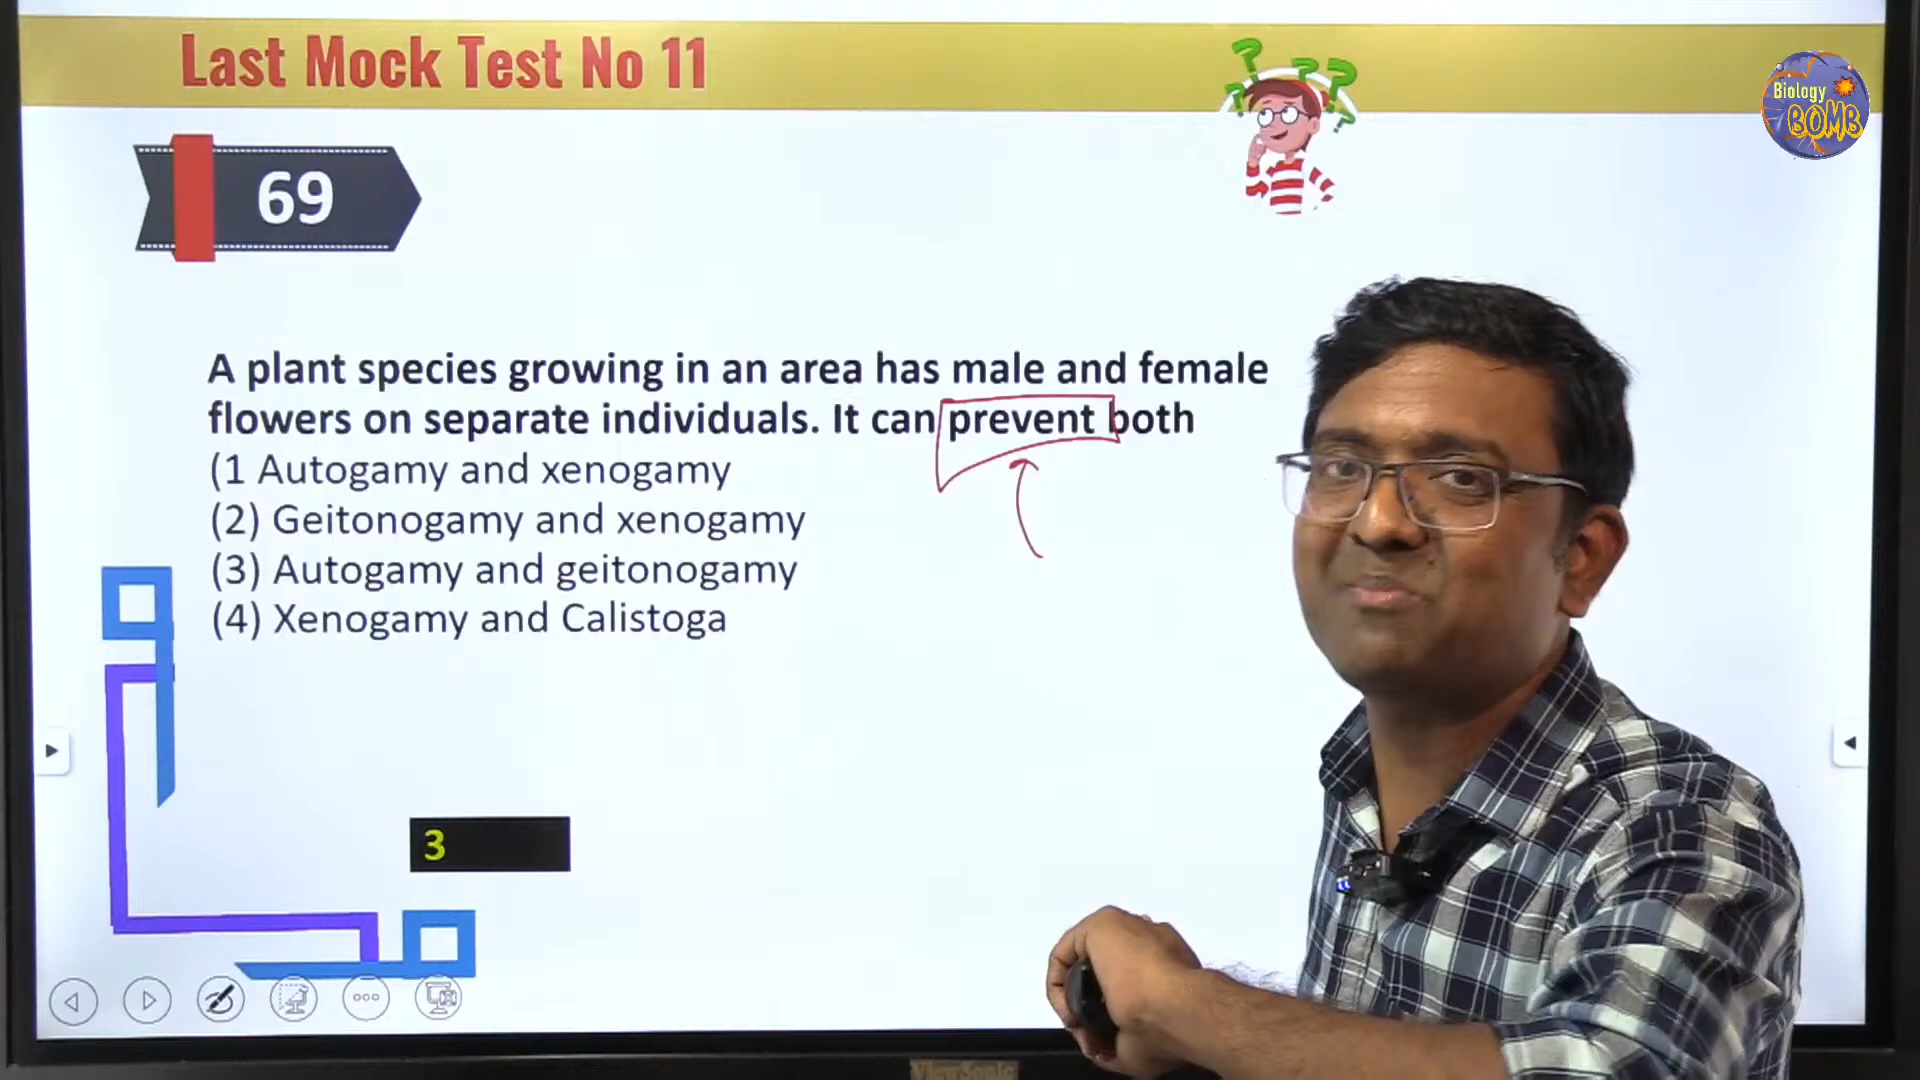 Last Mock Test No 11
Biology
BOMB
69
A plant species growing in an area has male and female
flowers on separate individuals. It can prevent both
(1 Autogamy and xenogamy
(2) Geitonogamy and xenogamy
(3) Autogamy and geitonogamy
(4) Xenogamy and Calistoga
3
ViewSonic